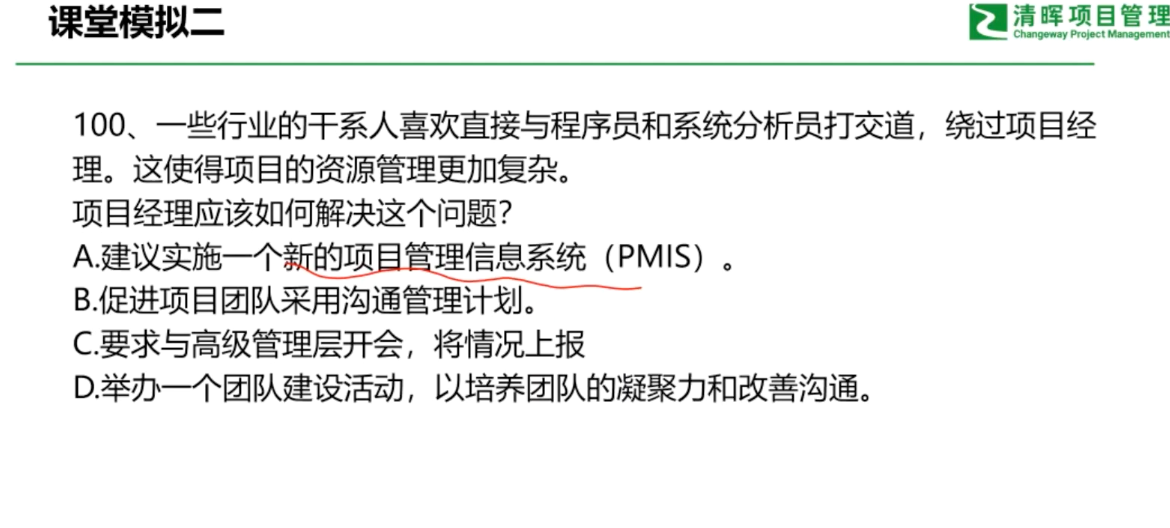 课堂模拟二
清晖项目管理
Changeway Project Management
100、一些行业的干系人喜欢直接与程序员和系统分析员打交道，绕过项目经
理。这使得项目的资源管理更加复杂。
项目经理应该如何解决这个问题？
A.建议实施一个新的项目管理信息系统（PMIS）。
B.促进项目团队采用沟通管理计划。
C.要求与高级管理层开会，将情况上报
D.举办一个团队建设活动，以培养团队的凝聚力和改善沟通。